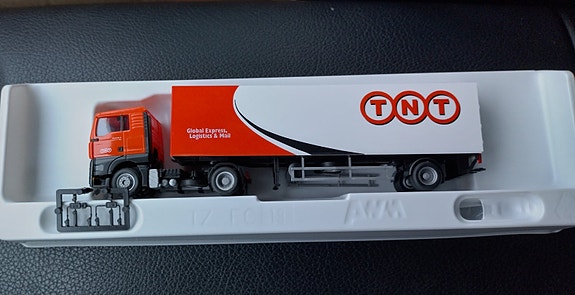 TNT
Global Express,
Logistics & Mail
AWM